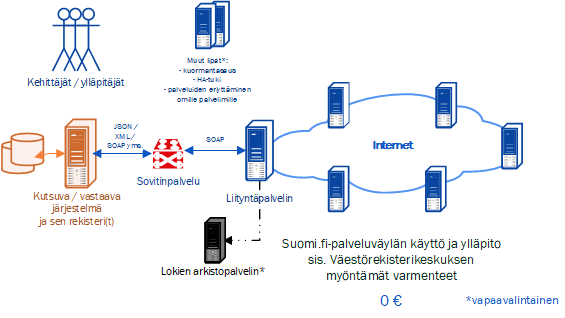 Kehittäjät / ylläpitäjät
Muut lipat*:
- kuormantasaus
- HA-tuki
- palveluiden eriyttäminen
omille palvelimille
JSON /
XML /
SOAP yms.
SOAP
Internet
Sovitinpalvelu
Kutsuva / vastaava
järjestelmä
ja sen rekisteri(t)
Liityntäpalvelin
Lokien arkistopalvelin*
Suomi.fi-palveluväylän käyttö ja ylläpito
sis. Väestörekisterikeskuksen
myöntämät varmenteet
0 €
*vapaavalintainen